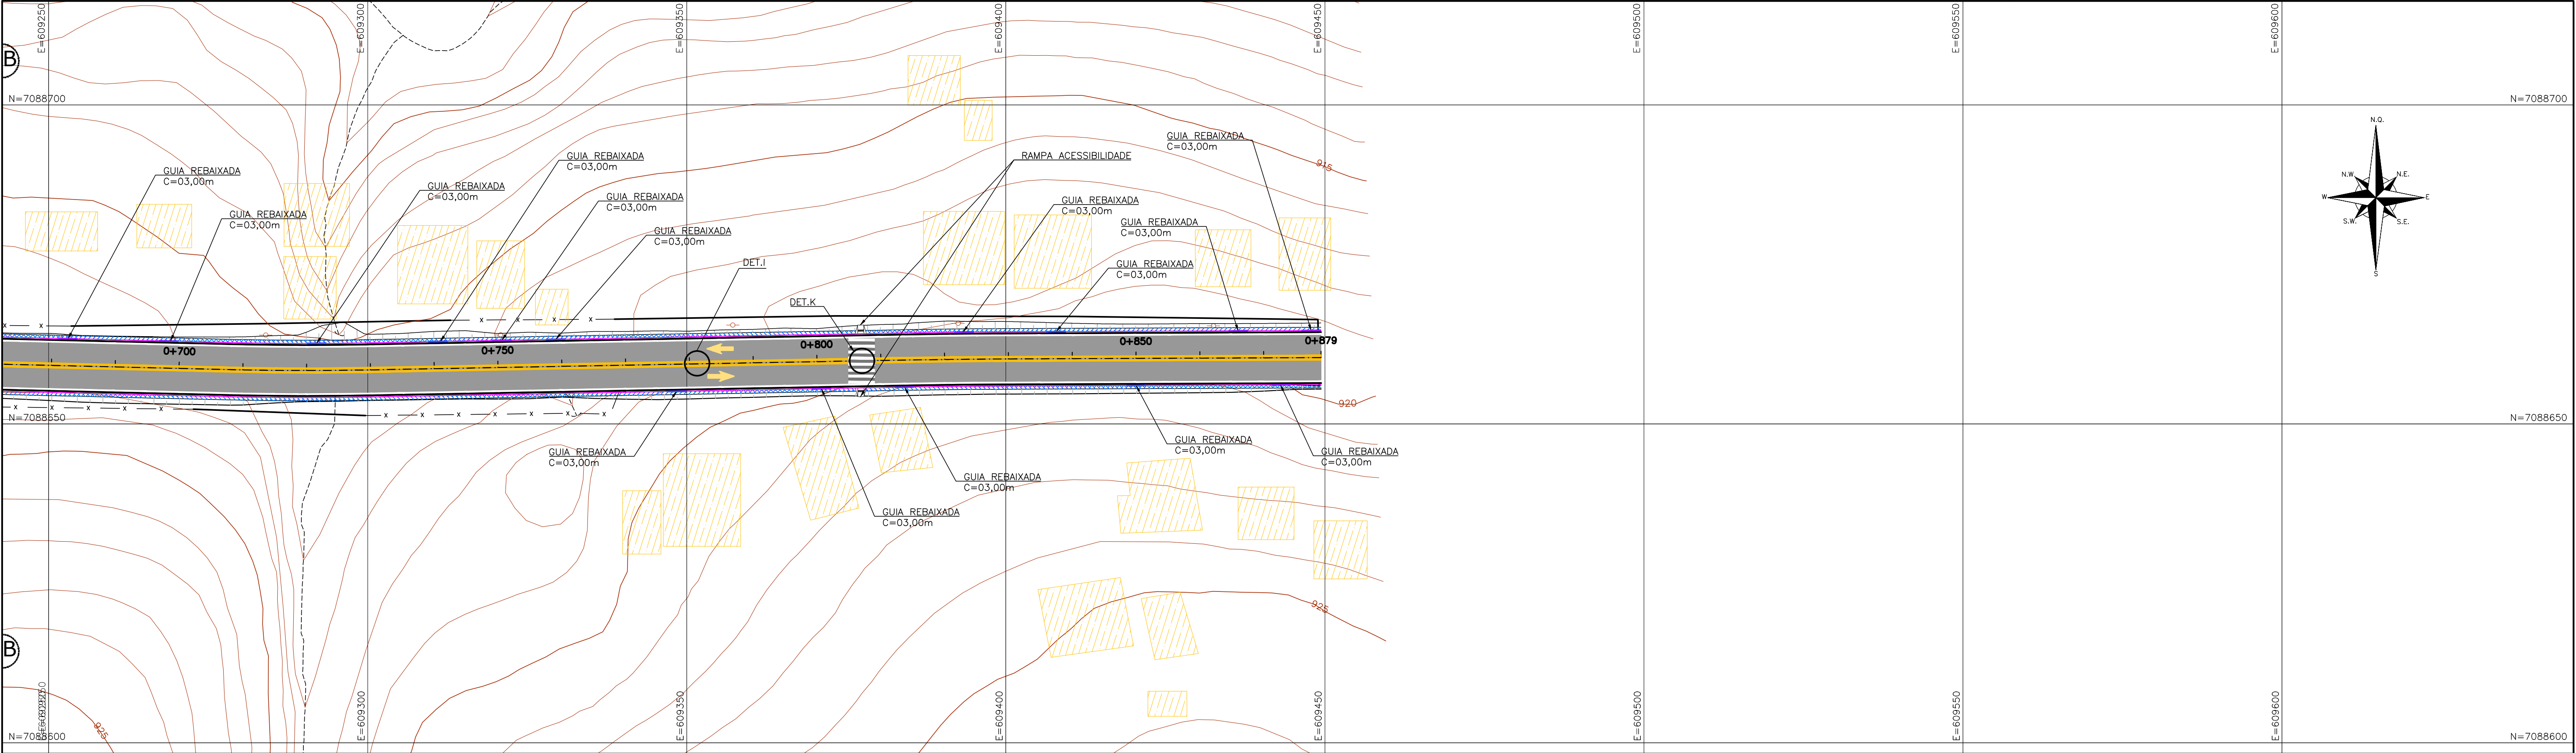 E=609250
E=609300
E=609350
E=609400
E=609450
E=609500
E=609550
E=609600
B
N=7088700
N=7088700
N.Q.
N.W.
N.E.
W
E
S.W.
S.E.
S
GUIA REBAIXADA
C=03,00m
GUIA REBAIXADA
C=03,00m
GUIA REBAIXADA
C=03,00m
GUIA REBAIXADA
C=03,00m
GUIA REBAIXADA
C=03,00m
GUIA REBAIXADA
C=03,00m
DET.I
DET.K
RAMPA ACESSIBILIDADE
GUIA REBAIXADA
C=03,00m
GUIA REBAIXADA
C=03,00m
GUIA REBAIXADA
C=03,00m
GUIA REBAIXADA
C=03,00m
915
0+700
0+750
0+800
0+850
0+879
920
N=7088650
N=7088650
GUIA REBAIXADA
C=03,00m
GUIA REBAIXADA
C=03,00m
GUIA REBAIXADA
C=03,00m
GUIA REBAIXADA
C=03,00m
GUIA REBAIXADA
C=03,00m
925
B
925
E=609250
E=609300
E=609350
E=609400
E=609450
E=609500
E=609550
E=609600
N=7088600
N=7088600